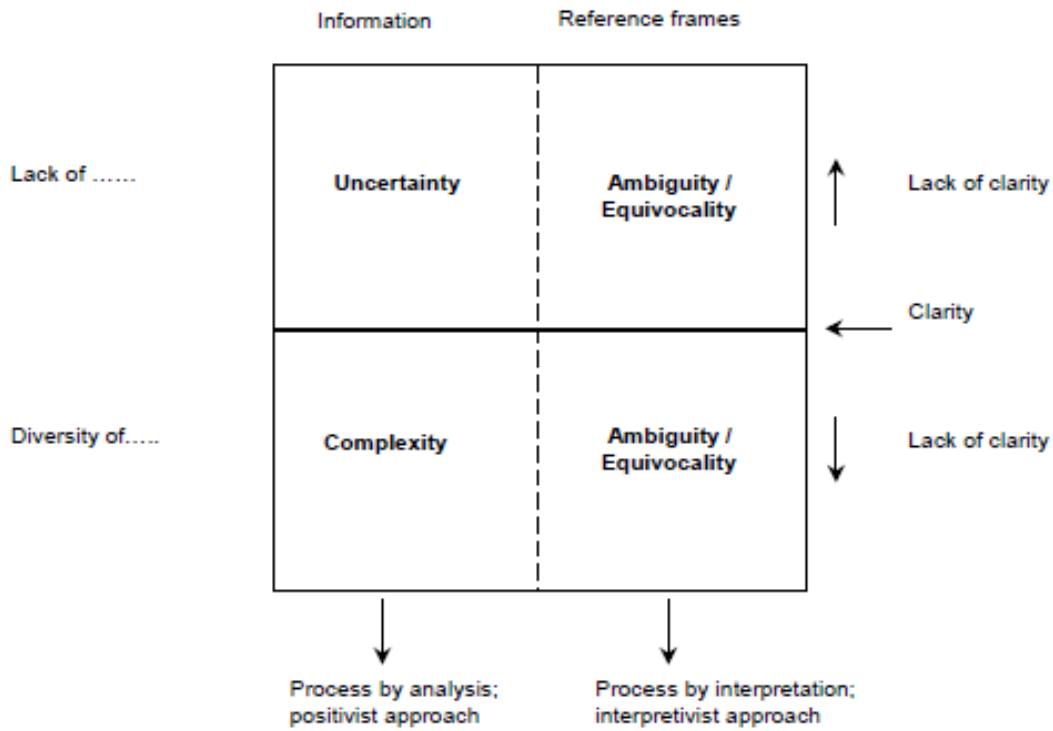 Information
Reference frames
Lack of ......
Uncertainty
Ambiguity /
Equivocality
Lack of clarity
Clarity
Diversity of.....
Complexity
Ambiguity /
Equivocality
Lack of clarity
Process by analysis;
positivist approach
Process by interpretation;
interpretivist approach